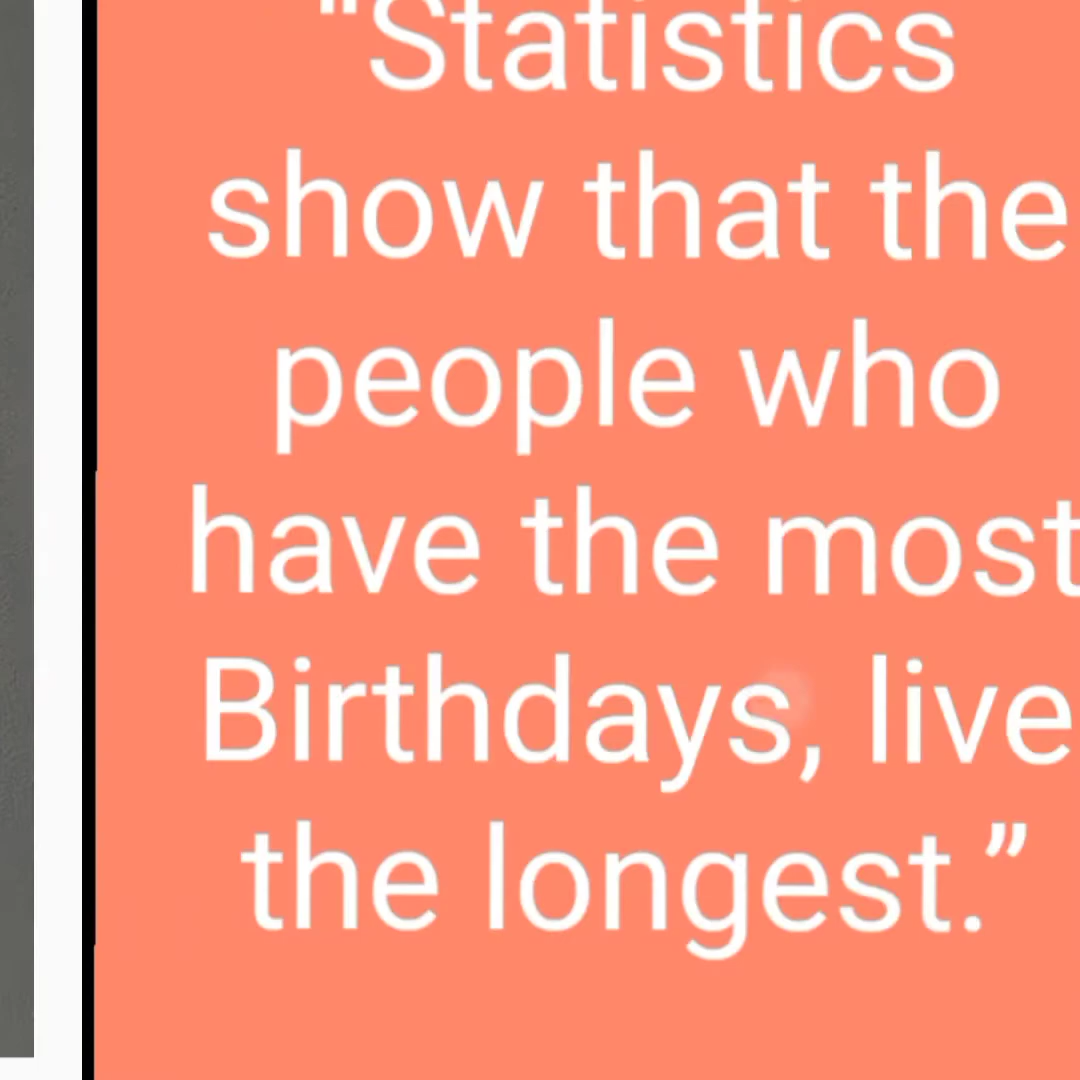 "Statistics
show that the
people who
have the most
Birthdays, live
the longest.”